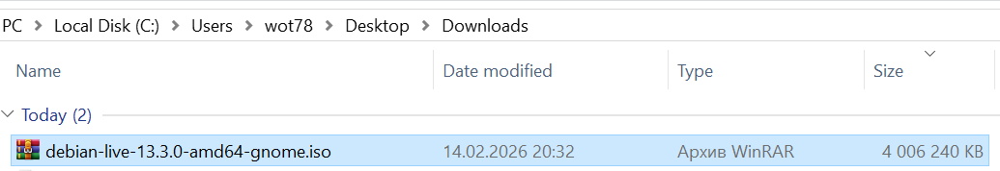 PC > Local Disk (C:) > Users > wot78 > Desktop > Downloads
Name Date modified Type Size
Today (2)
debian-live-13.3.0-amd64-gnome.iso 14.02.2026 20:32 Архив WinRAR 4 006 240 KB